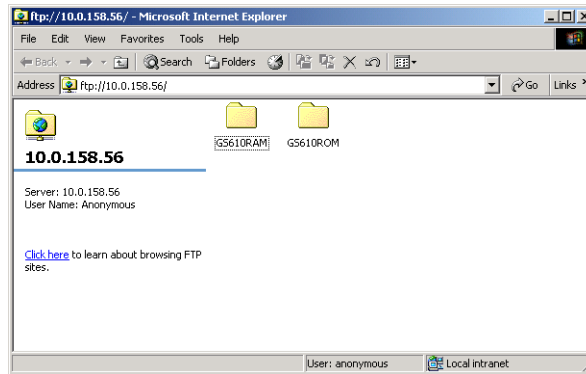 ftp://10.0.158.56/ - Microsoft Internet Explorer
File Edit View Favorites Tools Help
Back Search Folders
Address ftp://10.0.158.56/ Go Links
10.0.158.56
Server: 10.0.158.56
User Name: Anonymous
Click here to learn about browsing FTP
sites.
G5610RAM G5610ROM
User: anonymous Local intranet